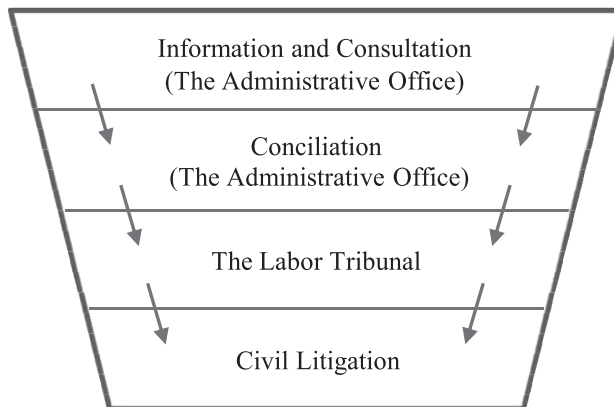 Information and Consultation
(The Administrative Office)
Conciliation
(The Administrative Office)
The Labor Tribunal
Civil Litigation